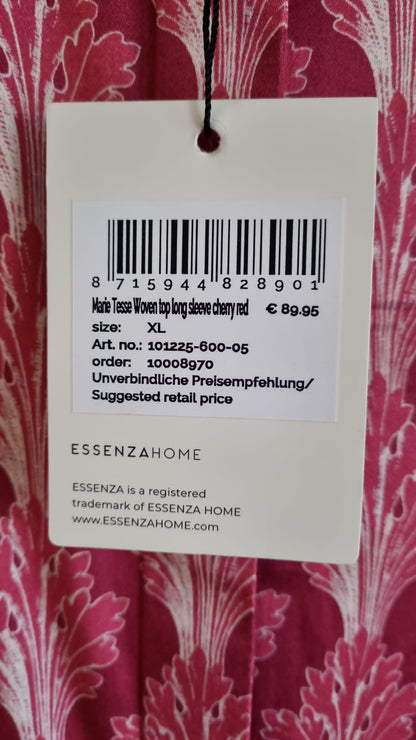 8 715944 828901
Marie Tesse Woven top long sleeve cherry red € 89.95
size: XL
Art. no.: 101225-600-05
order: 10008970
Unverbindliche Preisempfehlung/
Suggested retail price
ESSENZAHOME
ESSENZA is a registered
trademark of ESSENZA HOME
www.ESSENZAHOME.com